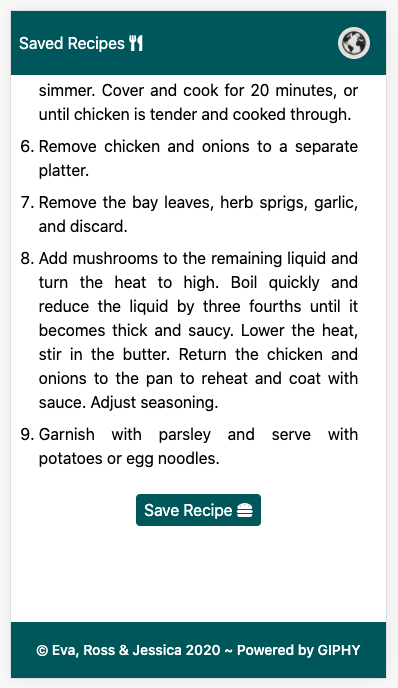 Saved Recipes
simmer. Cover and cook for 20 minutes, or
until chicken is tender and cooked through.
6. Remove chicken and onions to a separate
platter.
7. Remove the bay leaves, herb sprigs, garlic,
and discard.
8. Add mushrooms to the remaining liquid and
turn the heat to high. Boil quickly and
reduce the liquid by three fourths until it
becomes thick and saucy. Lower the heat,
stir in the butter. Return the chicken and
onions to the pan to reheat and coat with
sauce. Adjust seasoning.
9. Garnish with parsley and serve with
potatoes or egg noodles.
Save Recipe
© Eva, Ross & Jessica 2020 ~ Powered by GIPHY